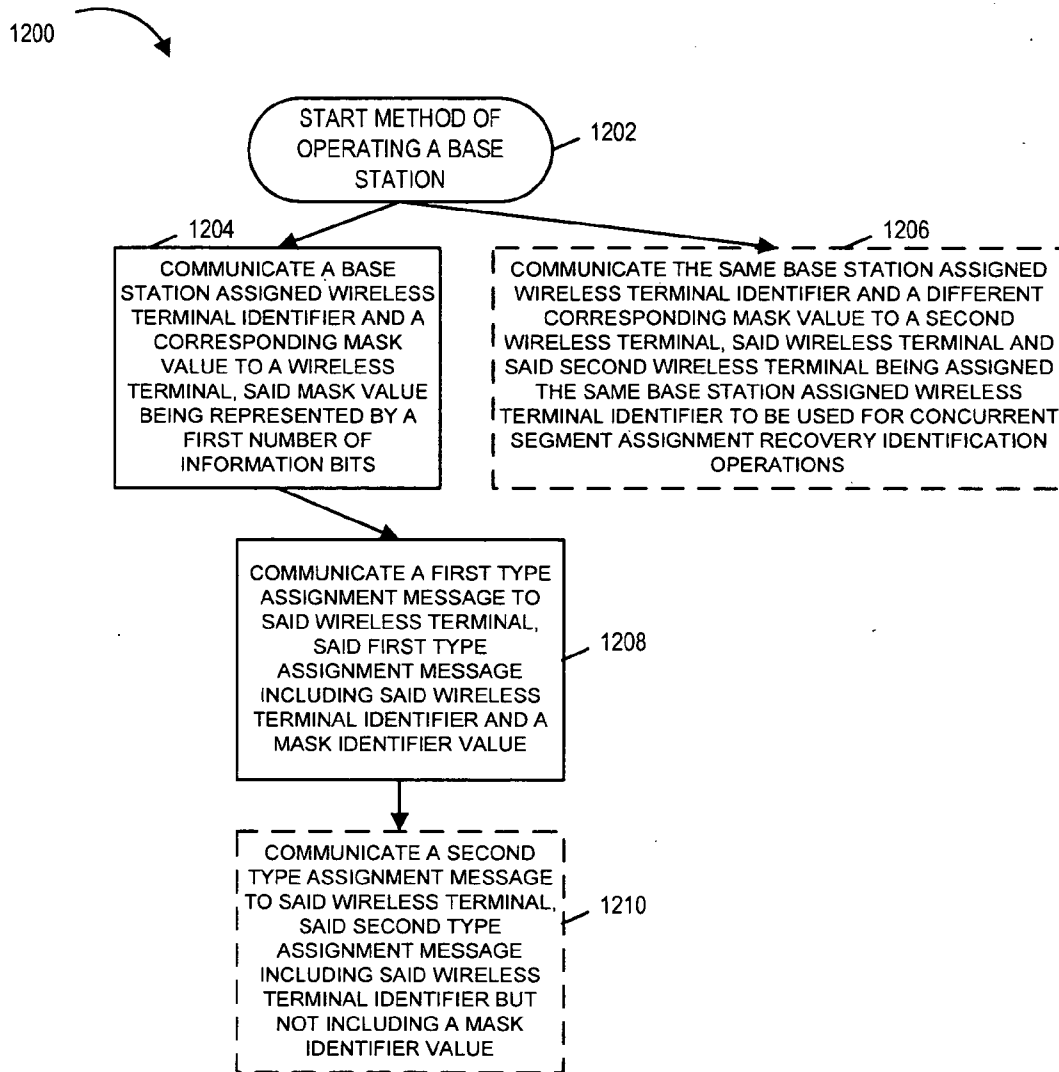 1200
START METHOD OF
OPERATING A BASE
STATION
1202
1204
COMMUNICATE A BASE
STATION ASSIGNED WIRELESS
TERMINAL IDENTIFIER AND A
CORRESPONDING MASK
VALUE TO A WIRELESS
TERMINAL, SAID MASK VALUE
BEING REPRESENTED BY A
FIRST NUMBER OF
INFORMATION BITS
1206
COMMUNICATE THE SAME BASE STATION ASSIGNED
WIRELESS TERMINAL IDENTIFIER AND A DIFFERENT
CORRESPONDING MASK VALUE TO A SECOND
WIRELESS TERMINAL, SAID WIRELESS TERMINAL AND
SAID SECOND WIRELESS TERMINAL BEING ASSIGNED
THE SAME BASE STATION ASSIGNED WIRELESS
TERMINAL IDENTIFIER TO BE USED FOR CONCURRENT
SEGMENT ASSIGNMENT RECOVERY IDENTIFICATION
OPERATIONS
COMMUNICATE A FIRST TYPE
ASSIGNMENT MESSAGE TO
SAID WIRELESS TERMINAL,
SAID FIRST TYPE
ASSIGNMENT MESSAGE
INCLUDING SAID WIRELESS
TERMINAL IDENTIFIER AND A
MASK IDENTIFIER VALUE
1208
COMMUNICATE A SECOND
TYPE ASSIGNMENT MESSAGE
TO SAID WIRELESS TERMINAL,
SAID SECOND TYPE
ASSIGNMENT MESSAGE
INCLUDING SAID WIRELESS
TERMINAL IDENTIFIER BUT
NOT INCLUDING A MASK
IDENTIFIER VALUE
1210